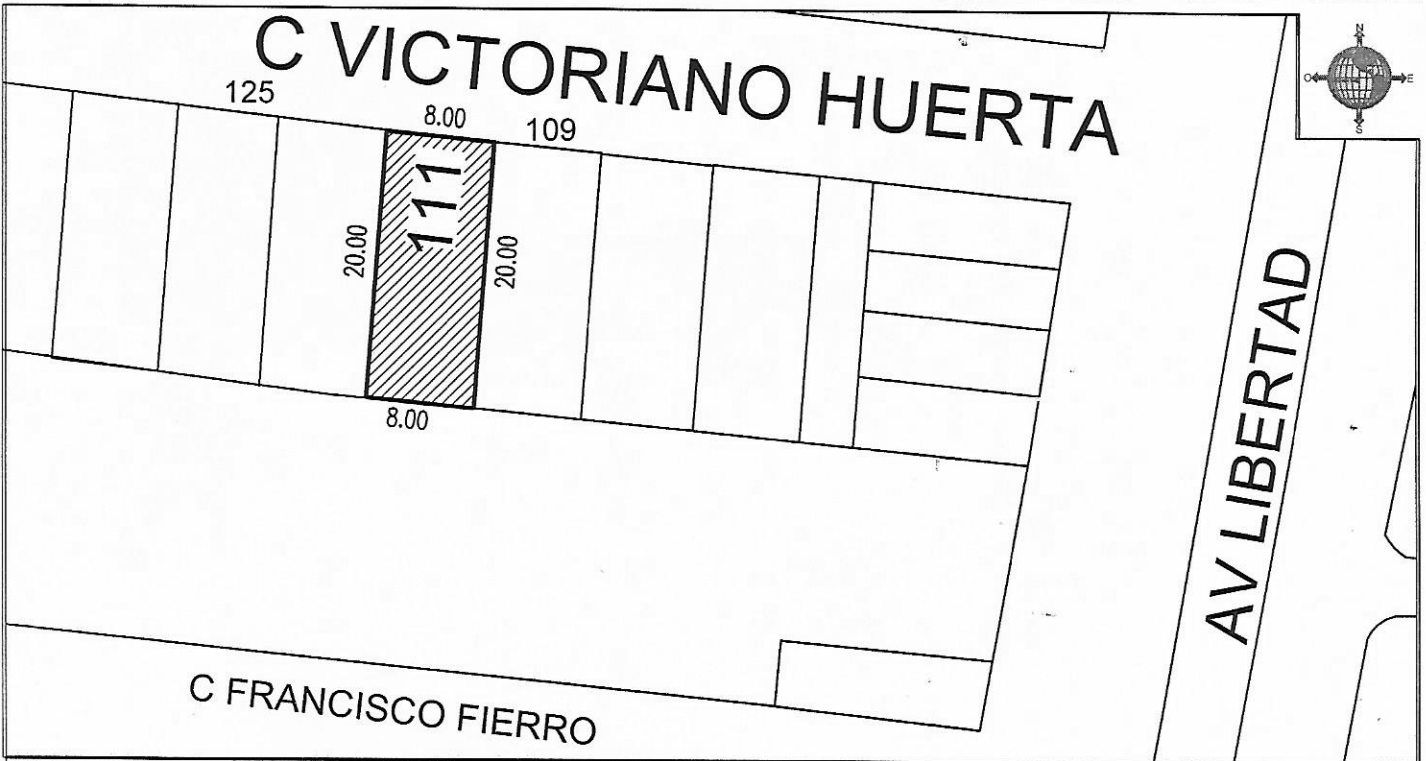 C VICTORIANO HUERTA
N
O
E
S
125
8.00
109
111
20.00
20.00
8.00
AV LIBERTAD
C FRANCISCO FIERRO